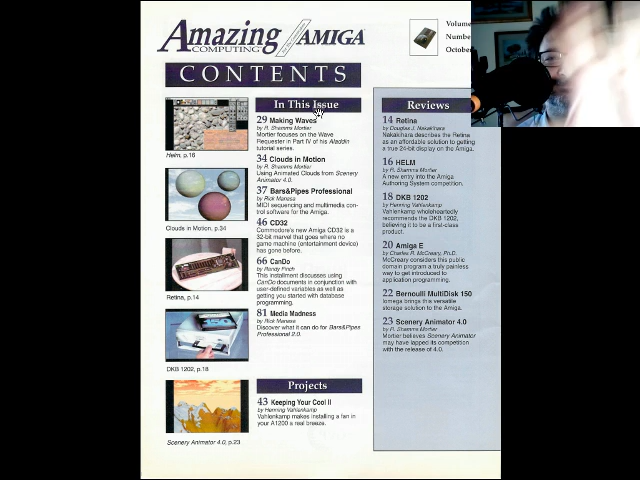 Amazing
COMPUTING
AMIGA
Volume
Number
October
CONTENTS
Helm, p.16
Clouds in Motion, p.34
Retina, p.14
DKB 1202, p.18
Scenery Animator 4.0, p.23
In This Issue
29 Making Waves
by R. Shamms Mortier
Mortier focuses on the Wave
Requester in Part IV of his Aladdin
tutorial series.
34 Clouds in Motion
by R. Shamms Mortier
Using Animated Clouds from Scenery
Animator 4.0.
37 Bars&Pipes Professional
by Rick Manasa
MIDI sequencing and multimedia con-
trol software for the Amiga.
46 CD32
Commodore's new Amiga CD32 is a
32-bit marvel that goes where no
game machine (entertainment device)
has gone before.
66 CanDo
by Randy Finch
This installment discusses using
CanDo documents in conjunction with
user-defined variables as well as
getting you started with database
programming.
81 Media Madness
by Rick Manasa
Discover what it can do for Bars&Pipes
Professional 2.0.
Projects
43 Keeping Your Cool II
by Henning Vahlenkamp
Vahlenkamp makes installing a fan in
your A1200 a real breeze.
Reviews
14 Retina
by Douglas J. Nakakihara
Nakakihara describes the Retina
as an affordable solution to getting
a true 24-bit display on the Amiga.
16 HELM
by R. Shamms Mortier
A new entry into the Amiga
Authoring System competition.
18 DKB 1202
by Henning Vahlenkamp
Vahlenkamp wholeheartedly
recommends the DKB 1202,
believing it to be a first-class
product.
20 Amiga E
by Charles R. McCreary, Ph.D.
McCreary considers this public
domain program a truly painless
way to get introduced to
application programming.
22 Bernoulli MultiDisk 150
Iomega brings this versatile
storage solution to the Amiga.
23 Scenery Animator 4.0
by R. Shamms Mortier
Mortier believes Scenery Animator
may have lapped its competition
with the release of 4.0.